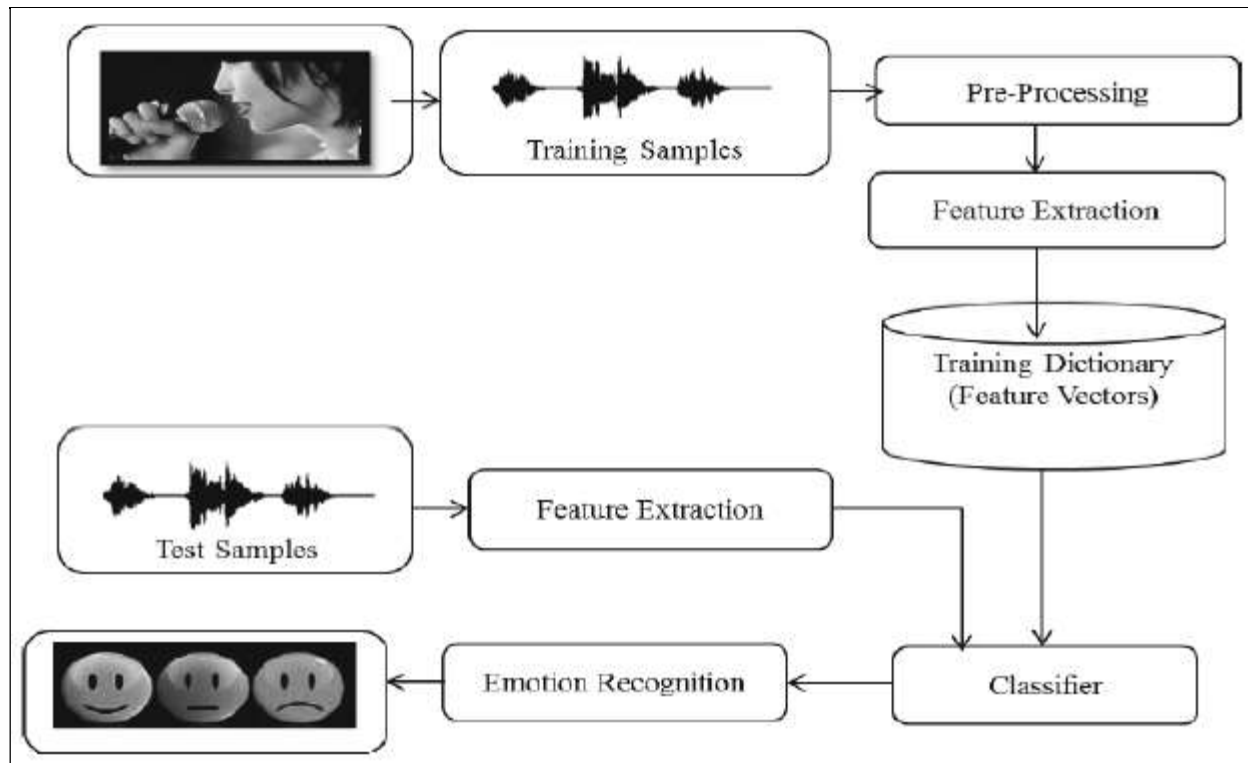 Training Samples
Pre-Processing
Feature Extraction
Training Dictionary
(Feature Vectors)
Test Samples
Feature Extraction
Emotion Recognition
Classifier